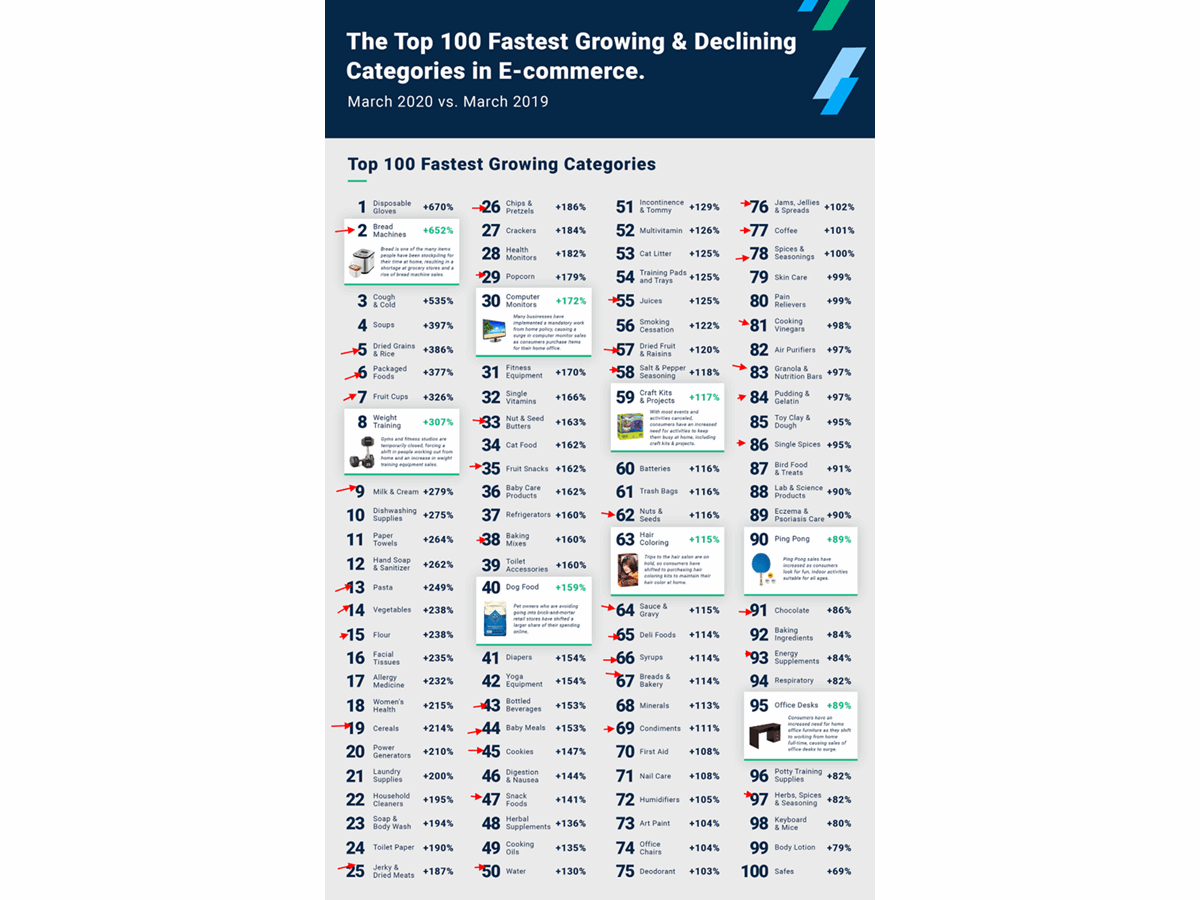 The Top 100 Fastest Growing & Declining
Categories in E-commerce.
March 2020 vs. March 2019
Top 100 Fastest Growing Categories
1 Disposable Gloves +670%
2 Bread Machines +652%
Bread is one of the many items
people have been stockpiling for
their time at home, resulting in a
shortage at grocery stores and a
rise of bread machine sales.
3 Cough & Cold +535%
4 Soups +397%
5 Dried Grains & Rice +386%
6 Packaged Foods +377%
7 Fruit Cups +326%
8 Weight Training +307%
Gyms and fitness studios are
temporarily closed, forcing a
shift in people working out from
home and an increase in weight
training equipment sales.
9 Milk & Cream +279%
10 Dishwashing Supplies +275%
11 Paper Towels +264%
12 Hand Soap & Sanitizer +262%
13 Pasta +249%
14 Vegetables +238%
15 Flour +238%
16 Facial Tissues +235%
17 Allergy Medicine +232%
18 Women's Health +215%
19 Cereals +214%
20 Power Generators +210%
21 Laundry Supplies +200%
22 Household Cleaners +195%
23 Soap & Body Wash +194%
24 Toilet Paper +190%
25 Jerky & Dried Meats +187%
26 Chips & Pretzels +186%
27 Crackers +184%
28 Health Monitors +182%
29 Popcorn +179%
30 Computer Monitors +172%
Many businesses have
implemented a mandatory work
from home policy, causing a
surge in computer monitor sales
as consumers purchase items
for their home office.
31 Fitness Equipment +170%
32 Single Vitamins +166%
33 Nut & Seed Butters +163%
34 Cat Food +162%
35 Fruit Snacks +162%
36 Baby Care Products +162%
37 Refrigerators +160%
38 Baking Mixes +160%
39 Toilet Accessories +160%
40 Dog Food +159%
Pet owners who are avoiding
going into brick-and-mortar
retail stores have shifted a
larger share of their spending
online.
41 Diapers +154%
42 Yoga Equipment +154%
43 Bottled Beverages +153%
44 Baby Meals +153%
45 Cookies +147%
46 Digestion & Nausea +144%
47 Snack Foods +141%
48 Herbal Supplements +136%
49 Cooking Oils +135%
50 Water +130%
51 Incontinence & Tommy +129%
52 Multivitamin +126%
53 Cat Litter +125%
54 Training Pads and Trays +125%
55 Juices +125%
56 Smoking Cessation +122%
57 Dried Fruit & Raisins +120%
58 Salt & Pepper Seasoning +118%
59 Craft Kits & Projects +117%
With most events and
activities canceled,
consumers have an increased
need for activities to keep
them busy at home, including
craft kits & projects.
60 Batteries +116%
61 Trash Bags +116%
62 Nuts & Seeds +116%
63 Hair Coloring +115%
Trips to the hair salon are on
hold, so consumers have
shifted to purchasing hair
coloring kits to maintain their
hair color at home.
64 Sauce & Gravy +115%
65 Deli Foods +114%
66 Syrups +114%
67 Breads & Bakery +114%
68 Minerals +113%
69 Condiments +111%
70 First Aid +108%
71 Nail Care +108%
72 Humidifiers +105%
73 Art Paint +104%
74 Office Chairs +104%
75 Deodorant +103%
76 Jams, Jellies & Spreads +102%
77 Coffee +101%
78 Spices & Seasonings +100%
79 Skin Care +99%
80 Pain Relievers +99%
81 Cooking Vinegars +98%
82 Air Purifiers +97%
83 Granola & Nutrition Bars +97%
84 Pudding & Gelatin +97%
85 Toy Clay & Dough +95%
86 Single Spices +95%
87 Bird Food & Treats +91%
88 Lab & Science Products +90%
89 Eczema & Psoriasis Care +90%
90 Ping Pong +89%
Ping Pong sales have
increased as consumers
look for fun, indoor activities
suitable for all ages.
91 Chocolate +86%
92 Baking Ingredients +84%
93 Energy Supplements +84%
94 Respiratory +82%
95 Office Desks +89%
Consumers have an
increased need for home
office furniture as they shift
to working from home
full-time, causing sales of
office desks to surge.
96 Potty Training Supplies +82%
97 Herbs, Spices & Seasoning +82%
98 Keyboard & Mice +80%
99 Body Lotion +79%
100 Safes +69%